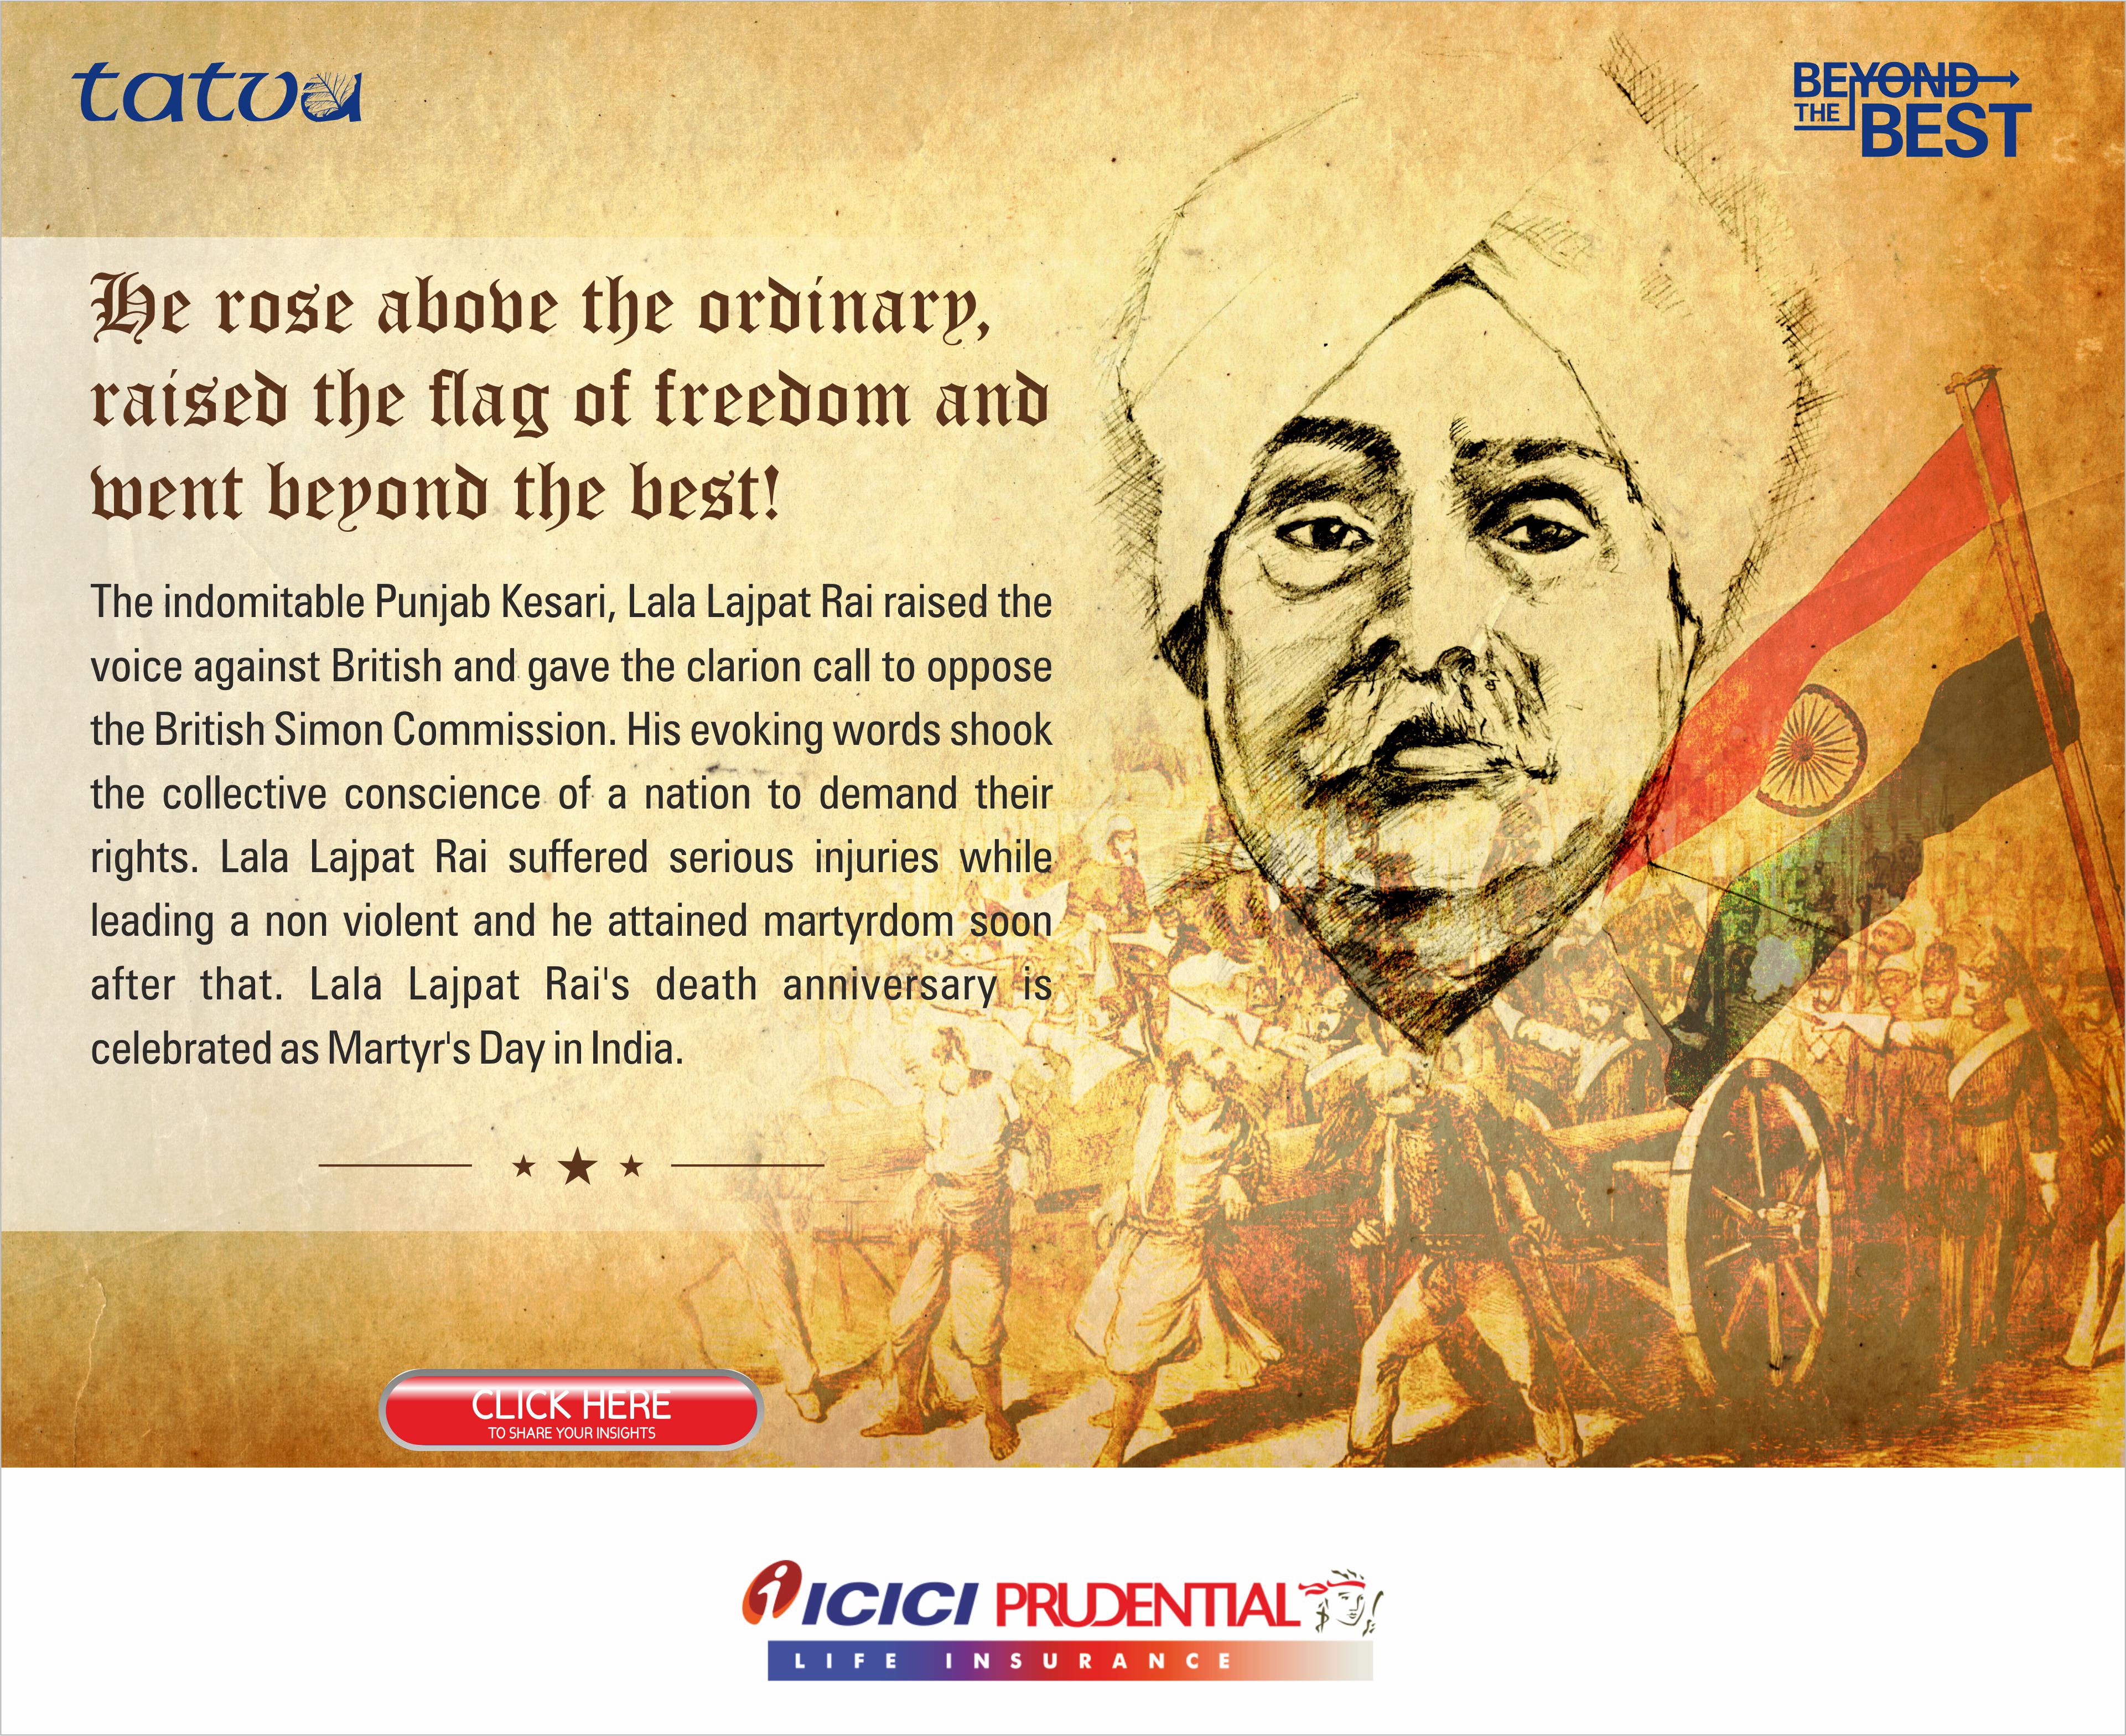 tatva
BEYOND
THE BEST
He rose above the ordinary,
raised the flag of freedom and
went beyond the best!
The indomitable Punjab Kesari, Lala Lajpat Rai raised the
voice against British and gave the clarion call to oppose
the British Simon Commission. His evoking words shook
the collective conscience of a nation to demand their
rights. Lala Lajpat Rai suffered serious injuries while
leading a non violent and he attained martyrdom soon
after that. Lala Lajpat Rai's death anniversary is
celebrated as Martyr's Day in India.
CLICK HERE
TO SHARE YOUR INSIGHTS
i ICICI PRUDENTIAL
LIFE INSURANCE